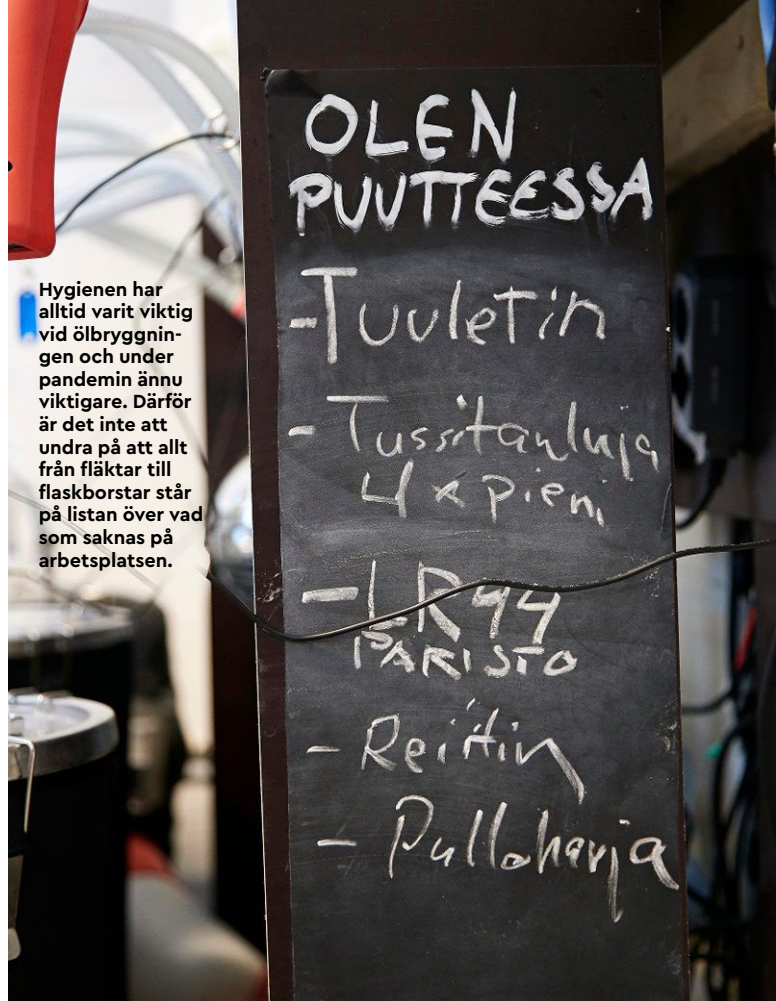 OLEN
PUUTTEESSA
-Tuuletin
-Tussitauluja
4 x pieni
-LR44
PARISTO
- Reititin
- Pulloharja
Hygienen har
alltid varit viktig
vid ölbryggnin-
gen och under
pandemin ännu
viktigare. Därför
är det inte att
undra på att allt
från fläktar till
flaskborstar står
på listan över vad
som saknas på
arbetsplatsen.